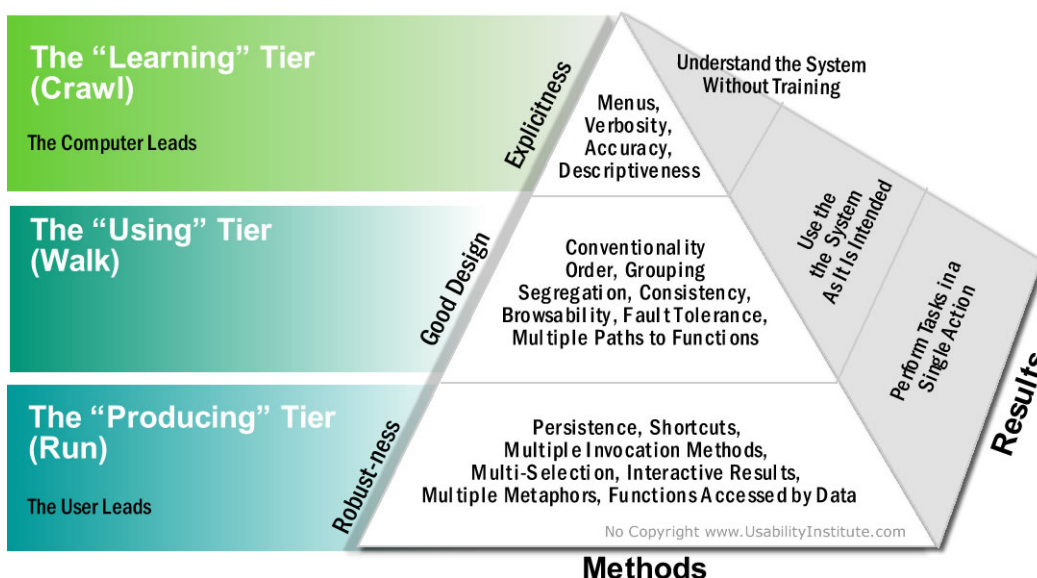 The “Learning” Tier
(Crawl)
The Computer Leads
Explicitness
Menus,
Verbosity,
Accuracy,
Descriptiveness
Understand the System
Without Training
The “Using” Tier
(Walk)
Good Design
Conventionality
Order, Grouping
Segregation, Consistency,
Browsability, Fault Tolerance,
Multiple Paths to Functions
Use the
the System
As It Is Intended
The “Producing” Tier
(Run)
The User Leads
Robust-ness
Persistence, Shortcuts,
Multiple Invocation Methods,
Multi-Selection, Interactive Results,
Multiple Metaphors, Functions Accessed by Data
Perform Tasks in a
Single Action
Results
No Copyright www.UsabilityInstitute.com
Methods